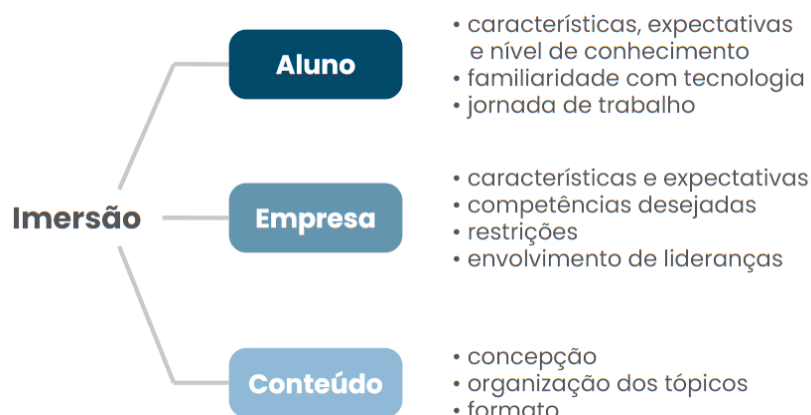 Aluno
• características, expectativas
e nível de conhecimento
• familiaridade com tecnologia
• jornada de trabalho
Imersão
Empresa
• características e expectativas
• competências desejadas
• restrições
• envolvimento de lideranças
Conteúdo
• concepção
• organização dos tópicos
• formato